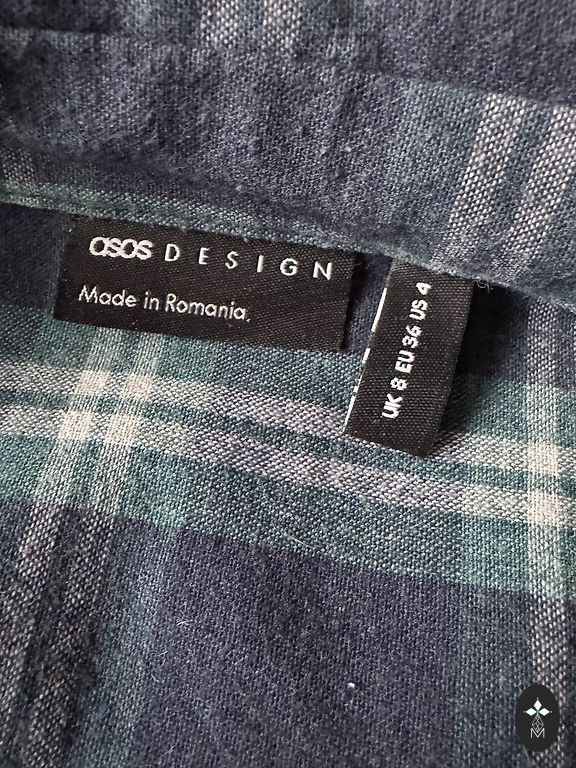 asos DESIGN
Made in Romania.
UK 8 EU 36 US 4
M